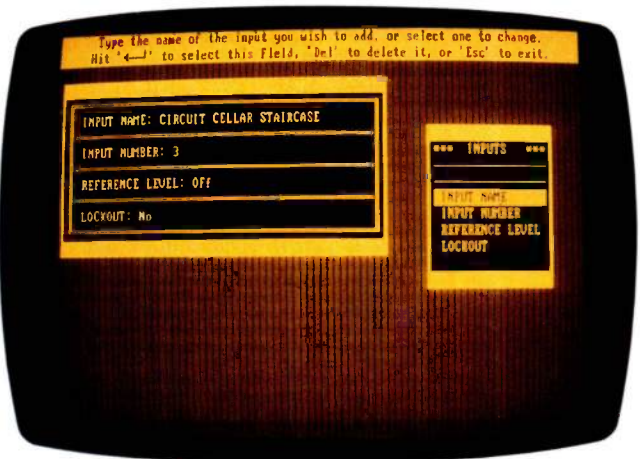 Type the name of the input you wish to add, or select one to change.
Hit '←┘' to select this Field, 'Del' to delete it, or 'Esc' to exit.
INPUT NAME: CIRCUIT CELLAR STAIRCASE
INPUT NUMBER: 3
REFERENCE LEVEL: Off
LOCKOUT: No
*** INPUTS ***
INPUT NAME
INPUT NUMBER
REFERENCE LEVEL
LOCKOUT